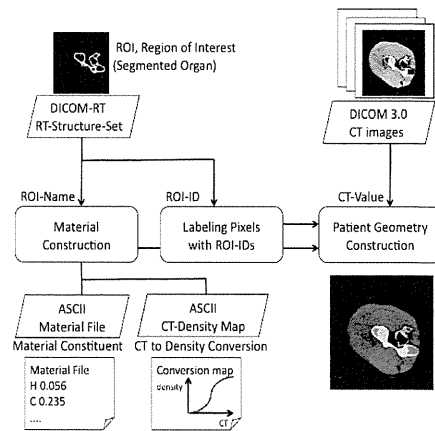 ROI, Region of Interest
(Segmented Organ)
DICOM-RT
RT-Structure-Set
DICOM 3.0
CT images
ROI-Name
ROI-ID
CT-Value
Material
Construction
Labeling Pixels
with ROI-IDs
Patient Geometry
Construction
ASCII
Material File
Material Constituent
ASCII
CT-Density Map
CT to Density Conversion
Material File
H 0.056
C 0.235
....
Conversion map
density
CT